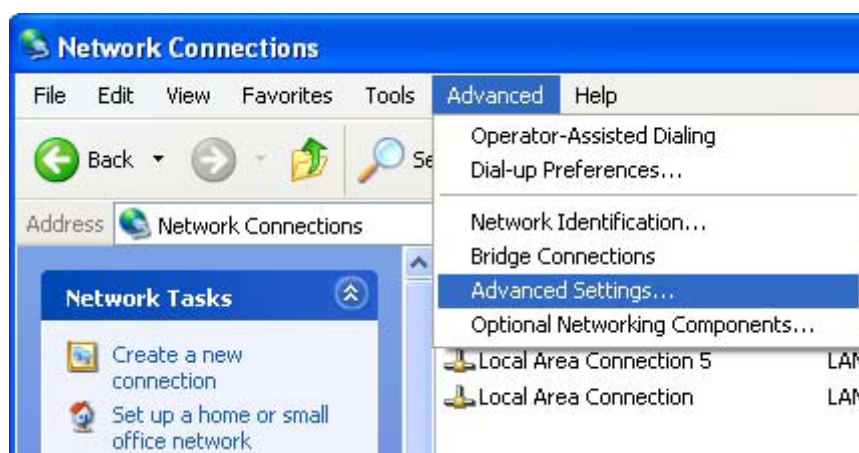 Network Connections
File Edit View Favorites Tools Advanced Help
Operator-Assisted Dialing
Back
Dial-up Preferences...
Address Network Connections
Network Identification...
Bridge Connections
Advanced Settings...
Optional Networking Components...
Network Tasks
Create a new
connection
Set up a home or small
office network
Local Area Connection 5
Local Area Connection